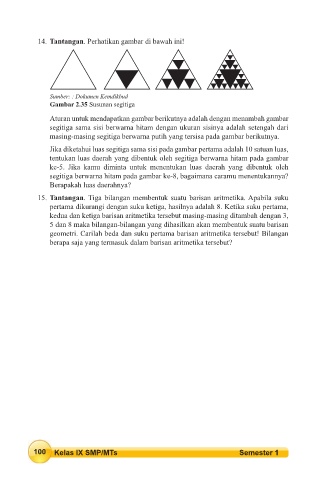 14. Tantangan. Perhatikan gambar di bawah ini!
Sumber: : Dokumen Kemdikbud
Gambar 2.35 Susunan segitiga
Aturan untuk mendapatkan gambar berikutnya adalah dengan menambah gambar
segitiga sama sisi berwarna hitam dengan ukuran sisinya adalah setengah dari
masing-masing segitiga berwarna putih yang tersisa pada gambar berikutnya.
Jika diketahui luas segitiga sama sisi pada gambar pertama adalah 10 satuan luas,
tentukan luas daerah yang dibentuk oleh segitiga berwarna hitam pada gambar
ke-5. Jika kamu diminta untuk menentukan luas daerah yang dibentuk oleh
segitiga berwarna hitam pada gambar ke-8, bagaimana caramu menentukannya?
Berapakah luas daerahnya?
15. Tantangan. Tiga bilangan membentuk suatu barisan aritmetika. Apabila suku
pertama dikurangi dengan suku ketiga, hasilnya adalah 8. Ketika suku pertama,
kedua dan ketiga barisan aritmetika tersebut masing-masing ditambah dengan 3,
5 dan 8 maka bilangan-bilangan yang dihasilkan akan membentuk suatu barisan
geometri. Carilah beda dan suku pertama barisan aritmetika tersebut! Bilangan
berapa saja yang termasuk dalam barisan aritmetika tersebut?
100 Kelas IX SMP/MTs Semester 1